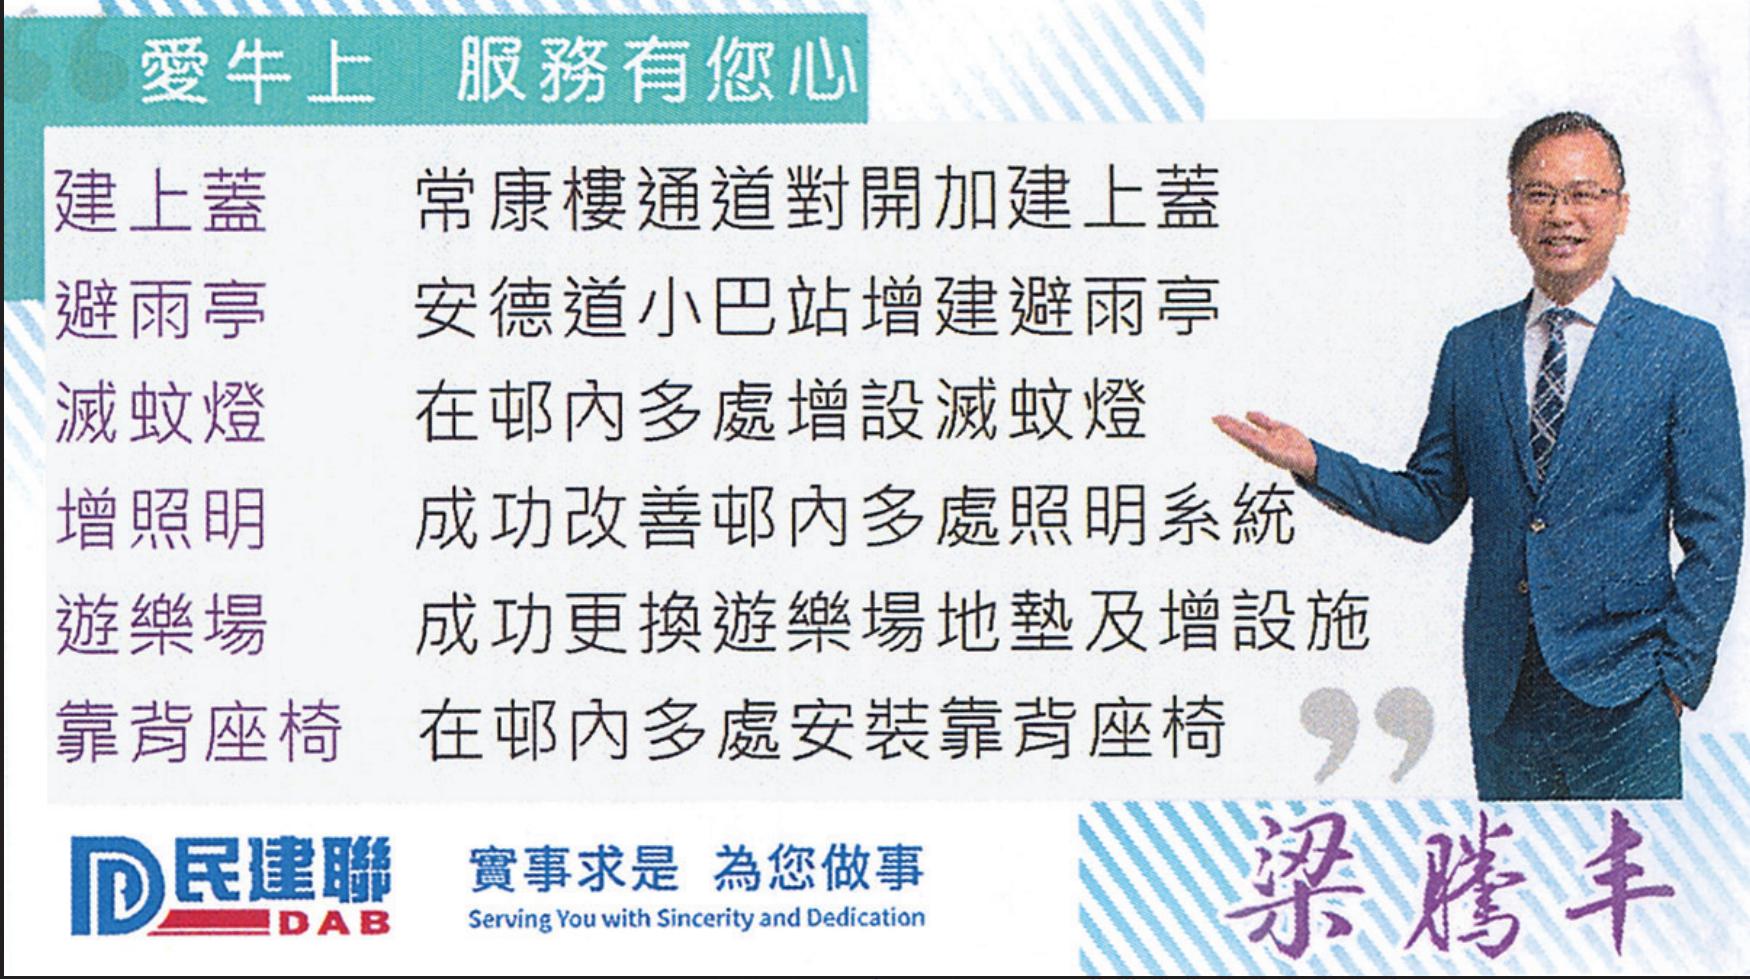 愛牛上 服務有您心
建上蓋 常康樓通道對開加建上蓋
避雨亭 安德道小巴站增建避雨亭
滅蚊燈 在邨內多處增設滅蚊燈
增照明 成功改善邨內多處照明系統
遊樂場 成功更換遊樂場地墊及增設施
靠背座椅 在邨內多處安裝靠背座椅
民建聯
DAB
實事求是 為您做事
Serving You with Sincerity and Dedication
梁騰丰